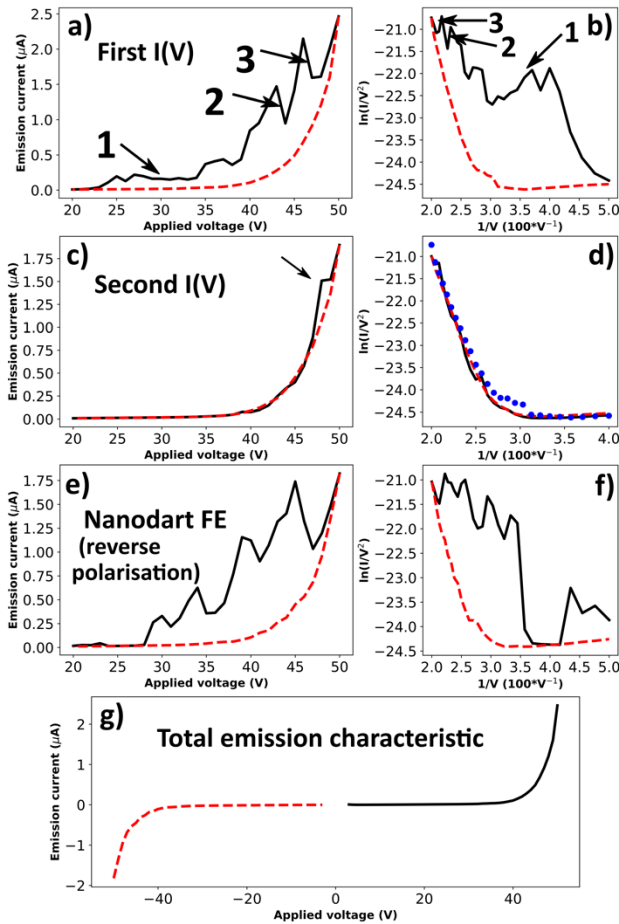 a)
First I(V)
1
2
3
Emission current (μA)
2.5
2.0
1.5
1.0
0.5
0.0
20 25 30 35 40 45 50
Applied voltage (V)
b)
3
2
1
ln(I/V²)
−21.0
−21.5
−22.0
−22.5
−23.0
−23.5
−24.0
−24.5
2.0 2.5 3.0 3.5 4.0 4.5 5.0
1/V (100*V⁻¹)
c)
Second I(V)
Emission current (μA)
1.75
1.50
1.25
1.00
0.75
0.50
0.25
0.00
20 25 30 35 40 45 50
Applied voltage (V)
d)
ln(I/V²)
−21.0
−21.5
−22.0
−22.5
−23.0
−23.5
−24.0
−24.5
2.0 2.5 3.0 3.5 4.0
1/V (100*V⁻¹)
e)
Nanodart FE
(reverse
polarisation)
Emission current (μA)
1.75
1.50
1.25
1.00
0.75
0.50
0.25
0.00
20 25 30 35 40 45 50
Applied voltage (V)
f)
ln(I/V²)
−21.0
−21.5
−22.0
−22.5
−23.0
−23.5
−24.0
−24.5
2.0 2.5 3.0 3.5 4.0 4.5 5.0
1/V (100*V⁻¹)
g)
Total emission characteristic
Emission current (μA)
2
1
0
−1
−2
−40 −20 0 20 40
Applied voltage (V)